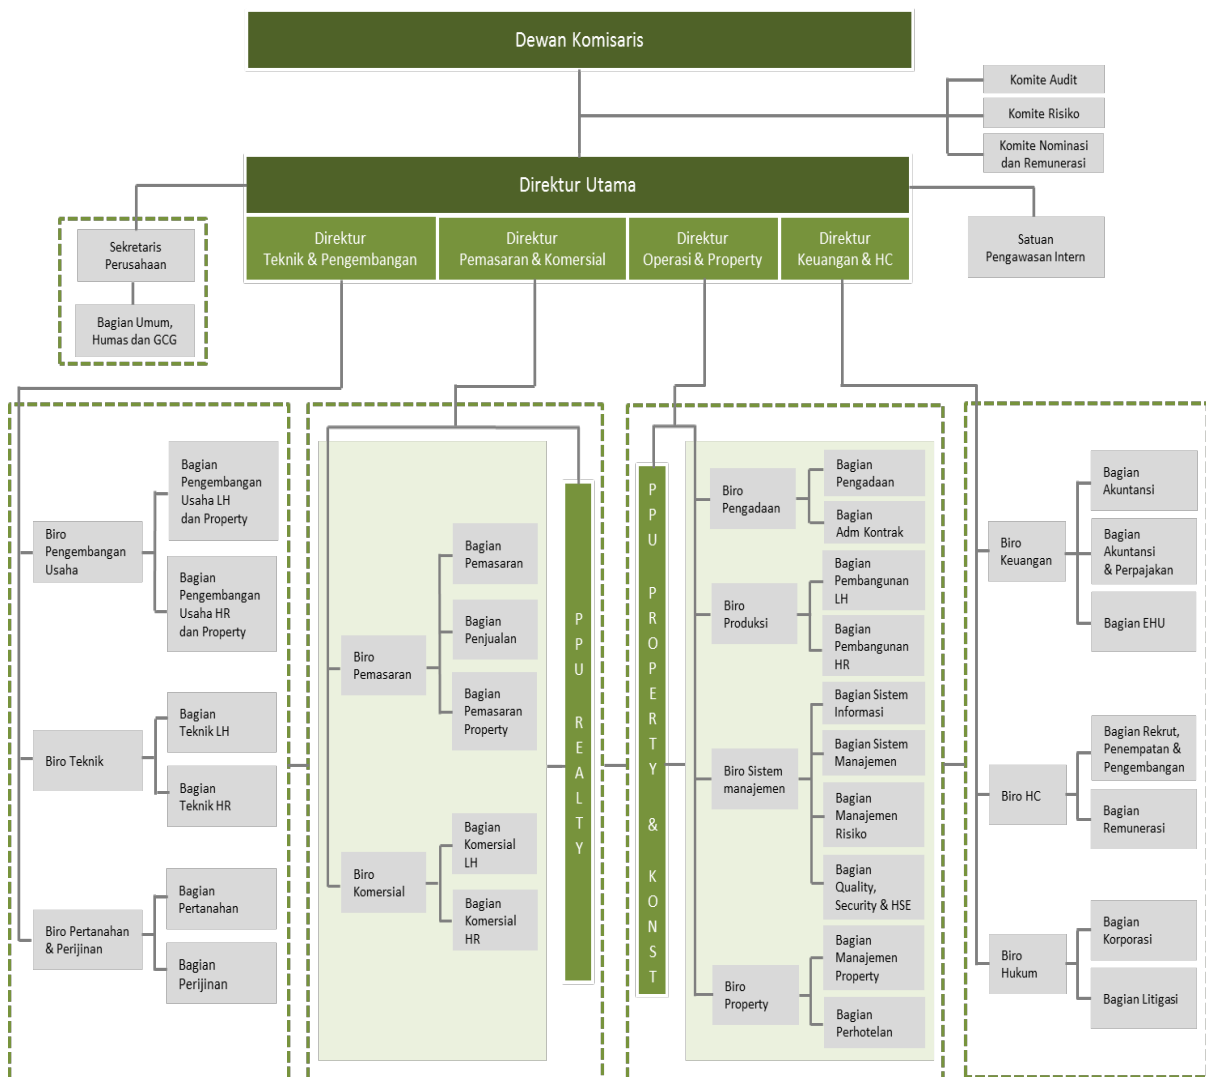 Dewan Komisaris
Komite Audit
Komite Risiko
Komite Nominasi
dan Remunerasi
Direktur Utama
Direktur
Teknik & Pengembangan
Direktur
Pemasaran & Komersial
Direktur
Operasi & Property
Direktur
Keuangan & HC
Sekretaris
Perusahaan
Bagian Umum,
Humas dan GCG
Satuan
Pengawasan Intern
Biro
Pengembangan
Usaha
Bagian
Pengembangan
Usaha LH
dan Property
Bagian
Pengembangan
Usaha HR
dan Property
Biro Teknik
Bagian
Teknik LH
Bagian
Teknik HR
Biro Pertanahan
& Perijinan
Bagian
Pertanahan
Bagian
Perijinan
Biro
Pemasaran
Bagian
Pemasaran
Bagian
Penjualan
Bagian
Pemasaran
Property
Biro
Komersial
Bagian
Komersial
LH
Bagian
Komersial
HR
PPU REALTY
PPU PROPERTY & KONST
Biro
Pengadaan
Bagian
Pengadaan
Bagian
Adm Kontrak
Biro
Produksi
Bagian
Pembangunan
LH
Bagian
Pembangunan
HR
Biro Sistem
manajemen
Bagian Sistem
Informasi
Bagian Sistem
Manajemen
Bagian
Manajemen
Risiko
Bagian
Quality,
Security & HSE
Biro
Property
Bagian
Manajemen
Property
Bagian
Perhotelan
Biro
Keuangan
Bagian
Akuntansi
Bagian
Akuntansi
& Perpajakan
Bagian EHU
Biro HC
Bagian Rekrut,
Penempatan &
Pengembangan
Bagian
Remunerasi
Biro
Hukum
Bagian
Korporasi
Bagian Litigasi